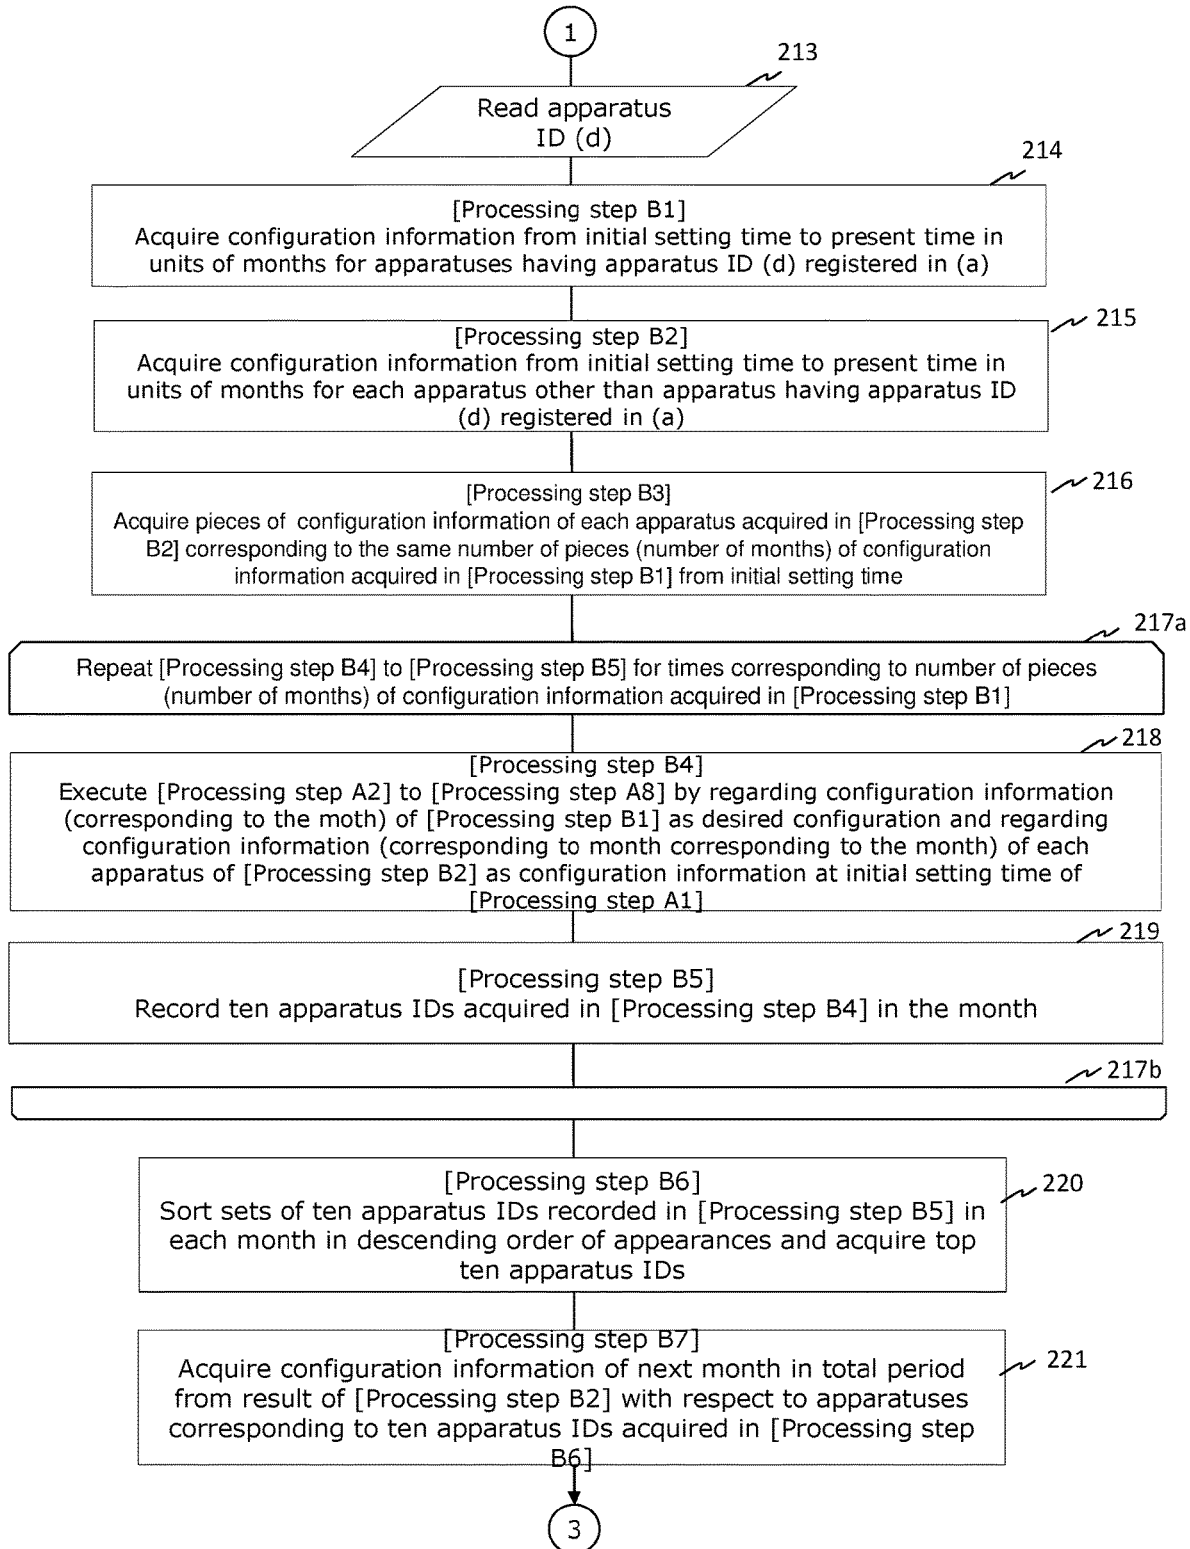 1
213
Read apparatus
ID (d)
214
[Processing step B1]
Acquire configuration information from initial setting time to present time in
units of months for apparatuses having apparatus ID (d) registered in (a)
215
[Processing step B2]
Acquire configuration information from initial setting time to present time in
units of months for each apparatus other than apparatus having apparatus ID
(d) registered in (a)
216
[Processing step B3]
Acquire pieces of configuration information of each apparatus acquired in [Processing step
B2] corresponding to the same number of pieces (number of months) of configuration
information acquired in [Processing step B1] from initial setting time
217a
Repeat [Processing step B4] to [Processing step B5] for times corresponding to number of pieces
(number of months) of configuration information acquired in [Processing step B1]
218
[Processing step B4]
Execute [Processing step A2] to [Processing step A8] by regarding configuration information
(corresponding to the moth) of [Processing step B1] as desired configuration and regarding
configuration information (corresponding to month corresponding to the month) of each
apparatus of [Processing step B2] as configuration information at initial setting time of
[Processing step A1]
219
[Processing step B5]
Record ten apparatus IDs acquired in [Processing step B4] in the month
217b
[Processing step B6]
220
Sort sets of ten apparatus IDs recorded in [Processing step B5] in
each month in descending order of appearances and acquire top
ten apparatus IDs
[Processing step B7]
221
Acquire configuration information of next month in total period
from result of [Processing step B2] with respect to apparatuses
corresponding to ten apparatus IDs acquired in [Processing step
B6]
3